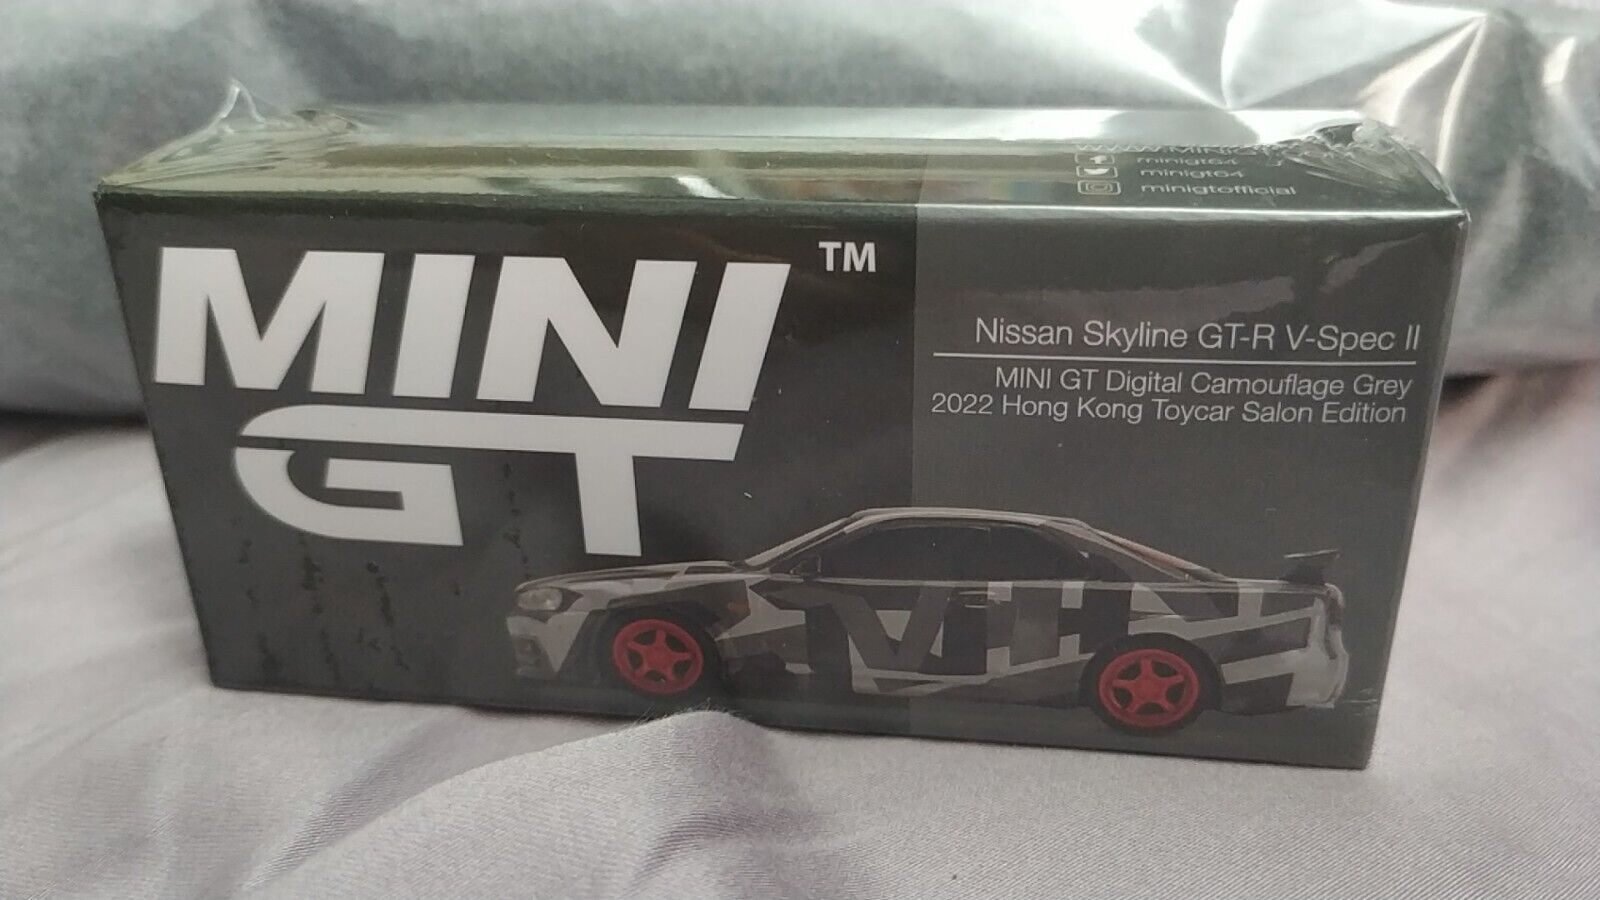 minigt64
minigt64
minigtofficial
MINI
GT
TM
Nissan Skyline GT-R V-Spec II
MINI GT Digital Camouflage Grey
2022 Hong Kong Toycar Salon Edition